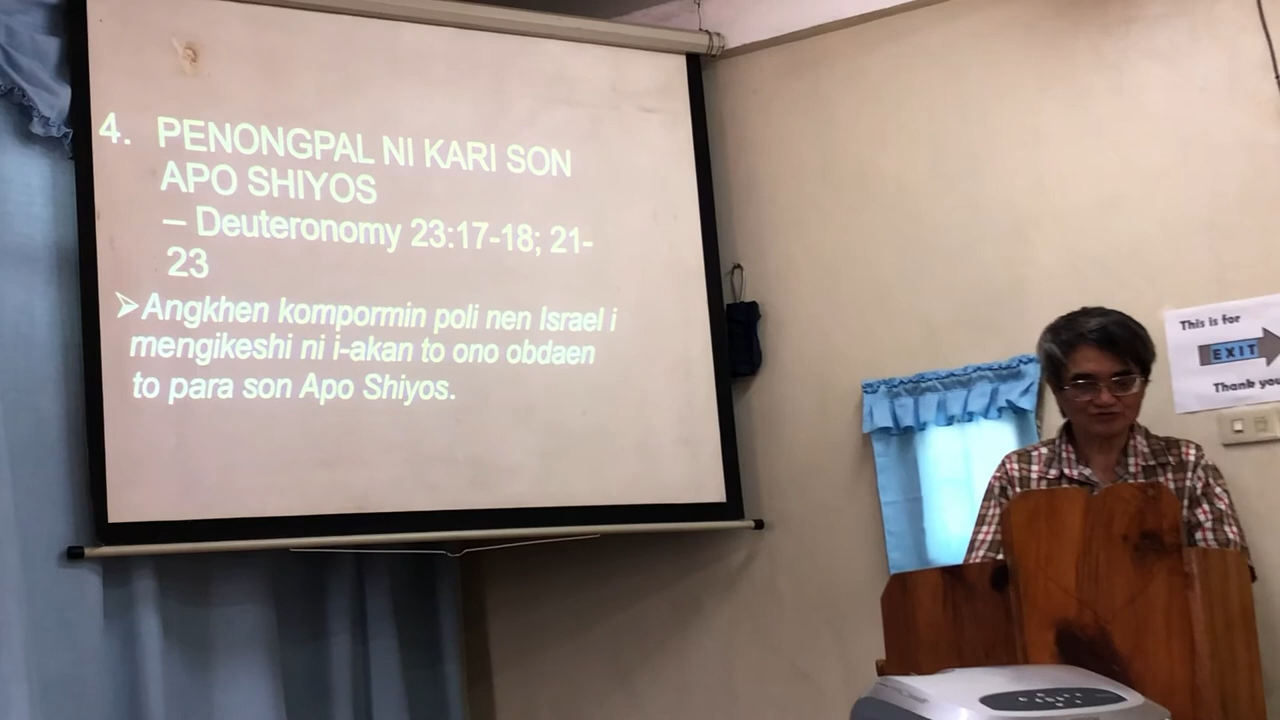 4. PENONGPAL NI KARI SON
APO SHIYOS
– Deuteronomy 23:17-18; 21-
23
➢Angkhen kompormin poli nen Israel i
mengikeshi ni i-akan to ono obdaen
to para son Apo Shiyos.
This is for
EXIT
Thank you